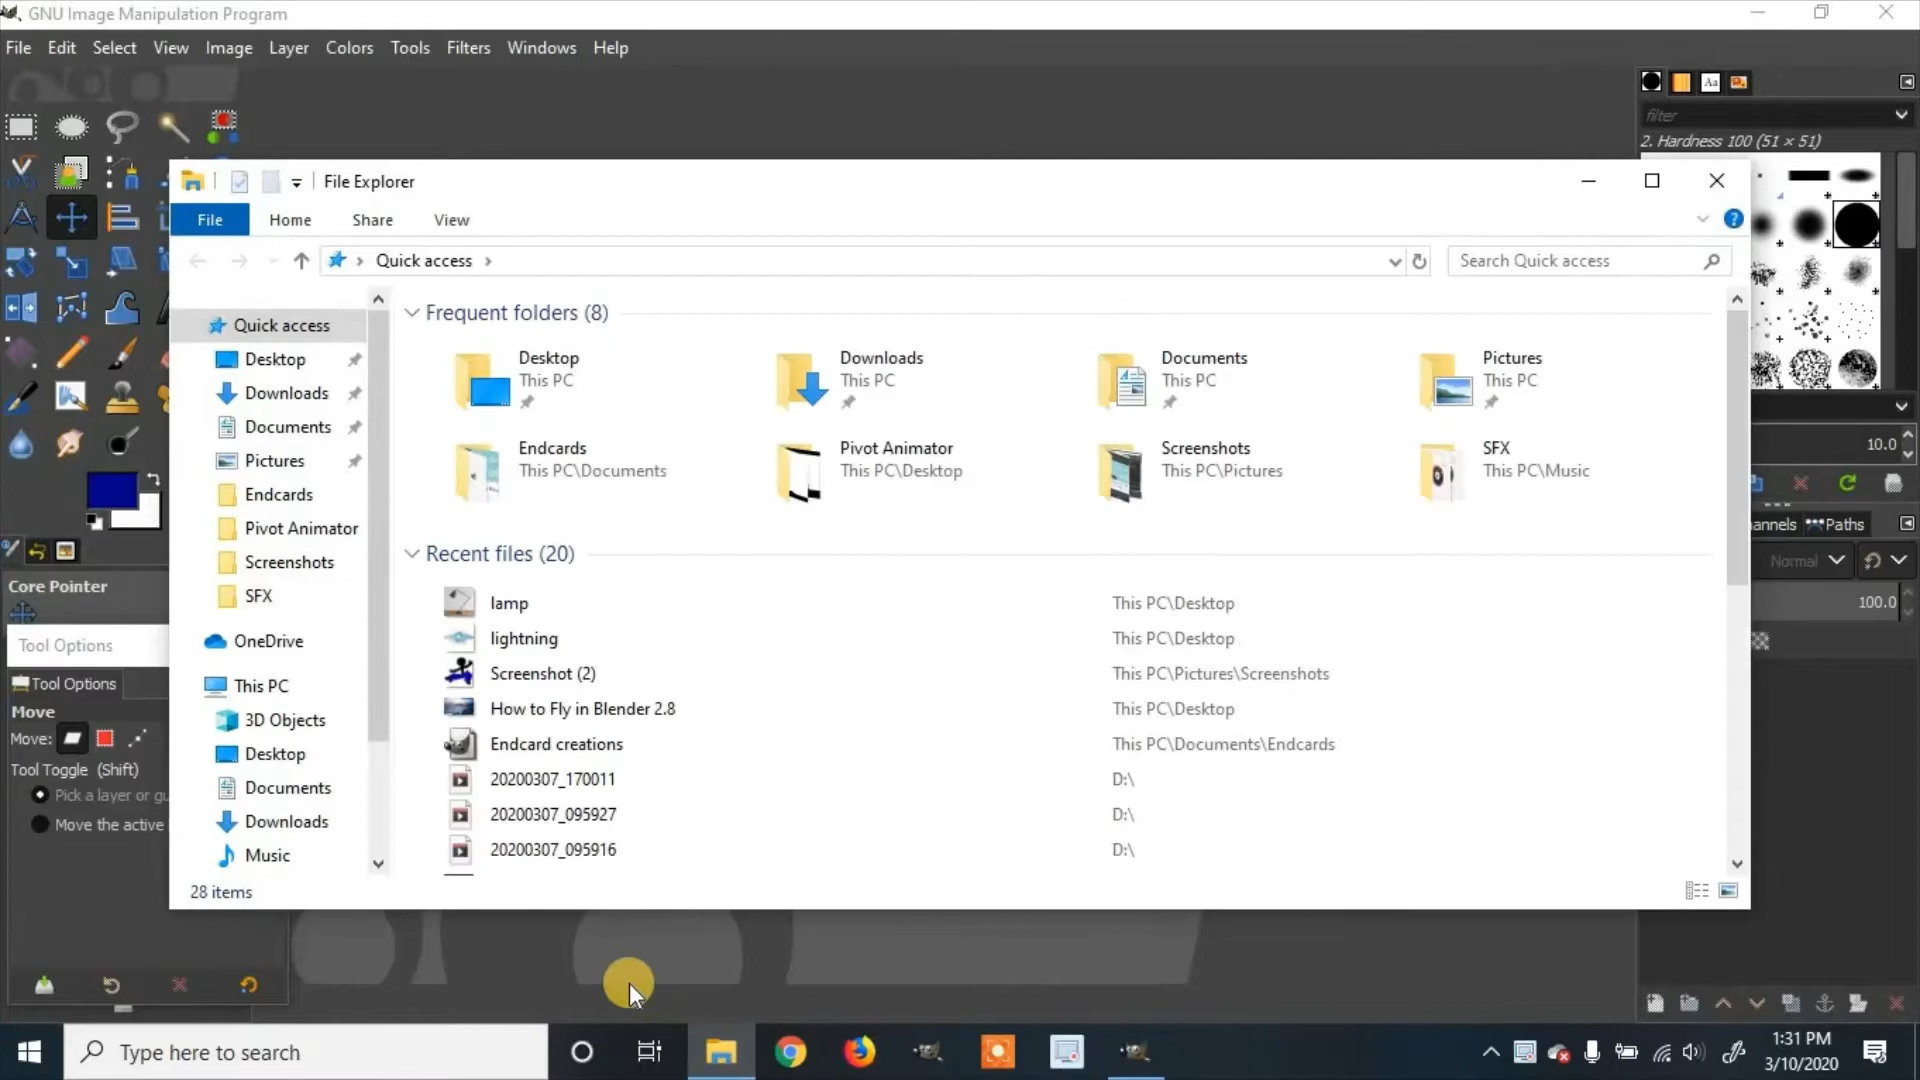 GNU Image Manipulation Program
File Edit Select View Image Layer Colors Tools Filters Windows Help
filter
2. Hardness 100 (51 × 51)
File Explorer
File Home Share View
Quick access
Search Quick access
Quick access
Desktop
Downloads
Documents
Pictures
Endcards
Pivot Animator
Screenshots
SFX
OneDrive
This PC
3D Objects
Desktop
Documents
Downloads
Music
Frequent folders (8)
Desktop
This PC
Downloads
This PC
Documents
This PC
Pictures
This PC
Endcards
This PC\Documents
Pivot Animator
This PC\Desktop
Screenshots
This PC\Pictures
SFX
This PC\Music
Recent files (20)
lamp This PC\Desktop
lightning This PC\Desktop
Screenshot (2) This PC\Pictures\Screenshots
How to Fly in Blender 2.8 This PC\Desktop
Endcard creations This PC\Documents\Endcards
20200307_170011 D:\
20200307_095927 D:\
20200307_095916 D:\
28 items
10.0
annels Paths
Normal
100.0
Core Pointer
Tool Options
Tool Options
Move
Move:
Tool Toggle (Shift)
Pick a layer or gu
Move the active
Type here to search
1:31 PM
3/10/2020